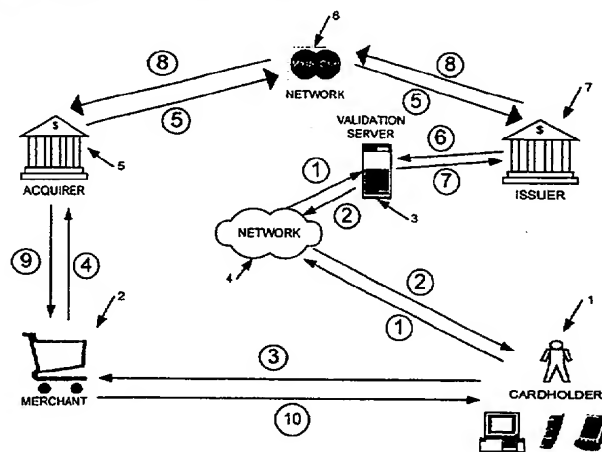 6
8
8
NETWORK
5
5
7
VALIDATION
SERVER
$
$
6
1
7
5
ACQUIRER
2
3
ISSUER
NETWORK
4
9
4
2
2
1
1
3
MERCHANT
CARDHOLDER
10